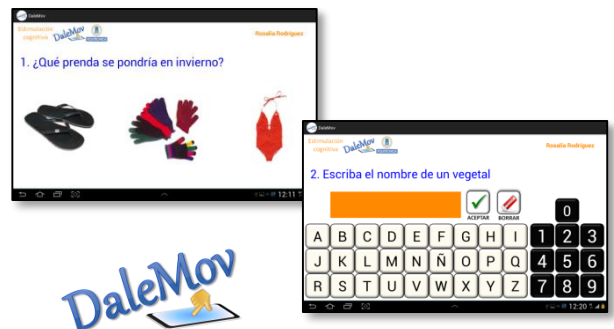 DaleMov
Estimulación
cognitiva DaleMov
Rosalía Rodríguez
1. ¿Qué prenda se pondría en invierno?
12:11
DaleMov
Estimulación
cognitiva DaleMov
Rosalía Rodríguez
2. Escriba el nombre de un vegetal
ACEPTAR BORRAR
0
A B C D E F G H I 1 2 3
J K L M N Ñ O P Q 4 5 6
R S T U V W X Y Z 7 8 9
12:20
DaleMov